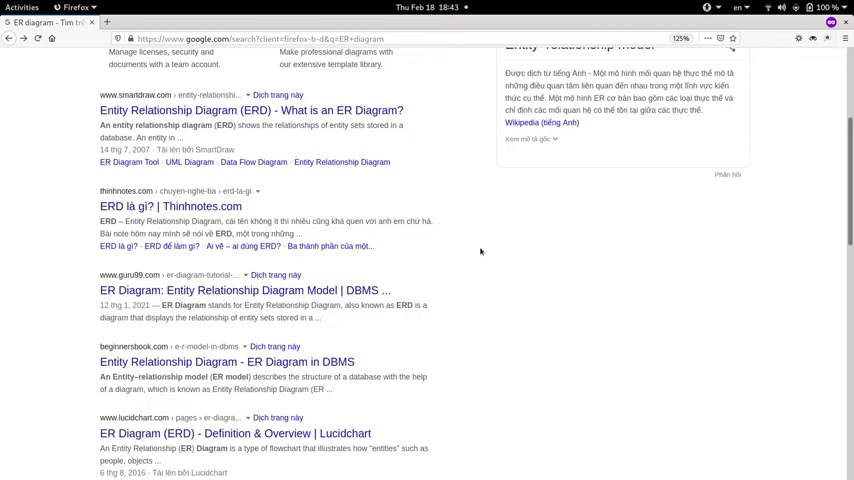 Activities Firefox Thu Feb 18 18:43 en 100 %
ER diagram - Tìm tr
https://www.google.com/search?client=firefox-b-d&q=ER+diagram 125%
Manage licenses, security and
documents with a team account.
Make professional diagrams with
our extensive template library.
www.smartdraw.com › entity-relationshi... Dịch trang này
Entity Relationship Diagram (ERD) - What is an ER Diagram?
An entity relationship diagram (ERD) shows the relationships of entity sets stored in a
database. An entity in ...
14 thg 7, 2007 · Tải lên bởi SmartDraw
ER Diagram Tool · UML Diagram · Data Flow Diagram · Entity Relationship Diagram
thinhnotes.com › chuyen-nghe-ba › erd-la-gi
ERD là gì? | Thinhnotes.com
ERD – Entity Relationship Diagram, cái tên không ít thì nhiều cũng khá quen với anh em chứ há.
Bài note hôm nay mình sẽ nói về ERD, một trong những ...
ERD là gì? · ERD để làm gì? · Ai vẽ – ai dùng ERD? · Ba thành phần của một...
www.guru99.com › er-diagram-tutorial-... Dịch trang này
ER Diagram: Entity Relationship Diagram Model | DBMS ...
12 thg 1, 2021 — ER Diagram stands for Entity Relationship Diagram, also known as ERD is a
diagram that displays the relationship of entity sets stored in a ...
beginnersbook.com › e-r-model-in-dbms Dịch trang này
Entity Relationship Diagram - ER Diagram in DBMS
An Entity–relationship model (ER model) describes the structure of a database with the help
of a diagram, which is known as Entity Relationship Diagram (ER ...
www.lucidchart.com › pages › er-diagra... Dịch trang này
ER Diagram (ERD) - Definition & Overview | Lucidchart
An Entity Relationship (ER) Diagram is a type of flowchart that illustrates how “entities” such as
people, objects ...
6 thg 8, 2016 · Tải lên bởi Lucidchart
Entity–relationship model
Được dịch từ tiếng Anh - Một mô hình mối quan hệ thực thể mô tả
những điều quan tâm liên quan đến nhau trong một lĩnh vực kiến
thức cụ thể. Một mô hình ER cơ bản bao gồm các loại thực thể và
chỉ định các mối quan hệ có thể tồn tại giữa các thực thể.
Wikipedia (tiếng Anh)
Xem mô tả gốc
Phản hồi